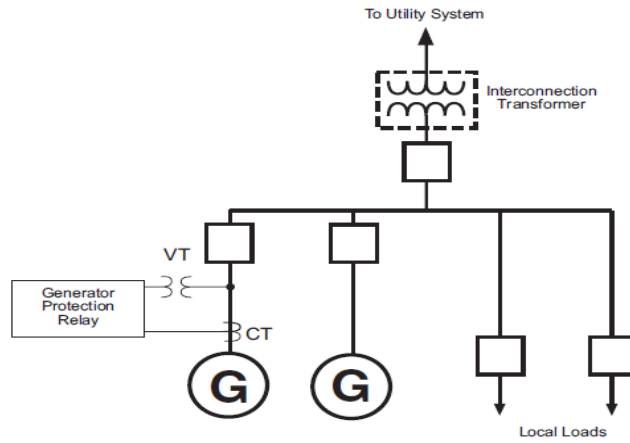 To Utility System
Interconnection
Transformer
VT
Generator
Protection
Relay
CT
G
G
Local Loads